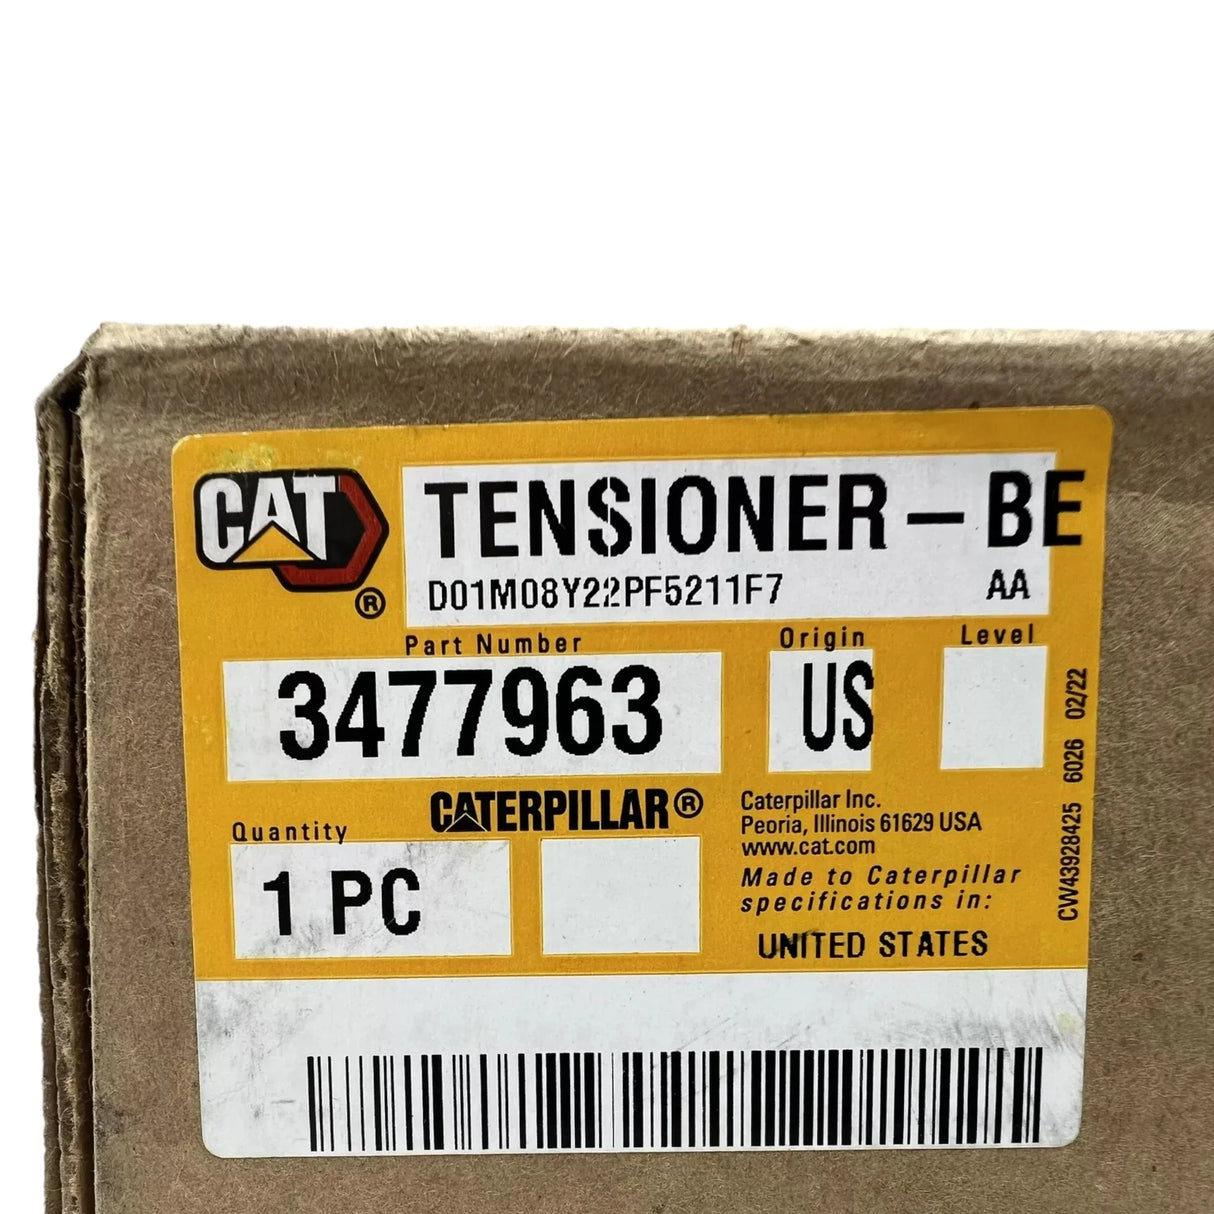 CAT
®
TENSIONER-BE
D01M08Y22PF5211F7 AA
Part Number Origin Level
3477963 US
CATERPILLAR®
Quantity
1 PC
Caterpillar Inc.
Peoria, Illinois 61629 USA
www.cat.com
Made to Caterpillar
specifications in:
UNITED STATES
CW43928425 6026 02/22